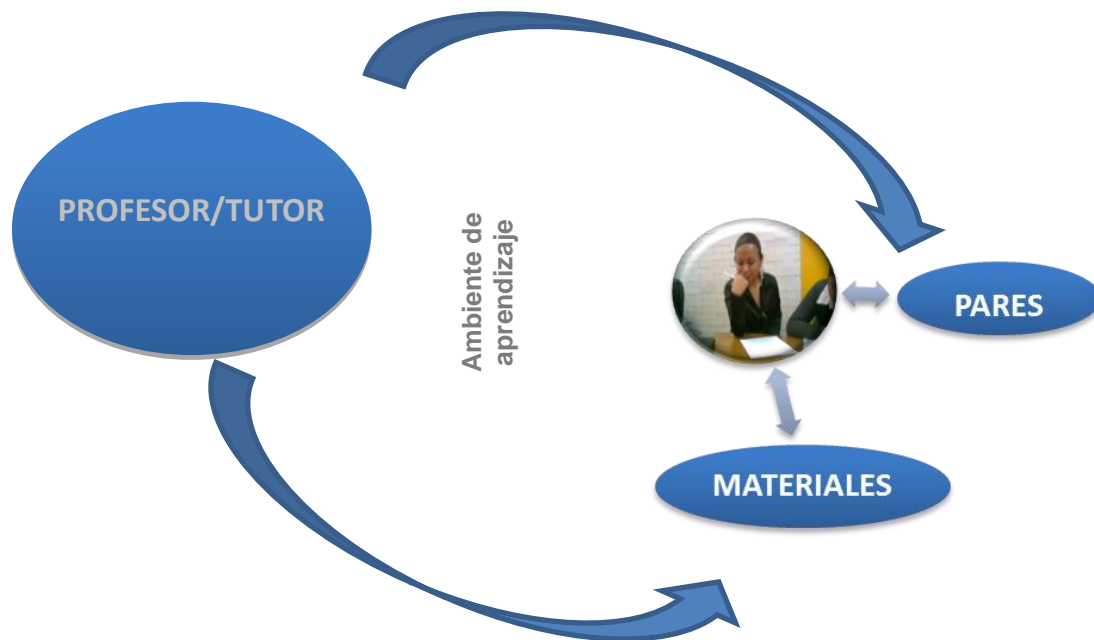 PROFESOR/TUTOR
Ambiente de
aprendizaje
PARES
MATERIALES